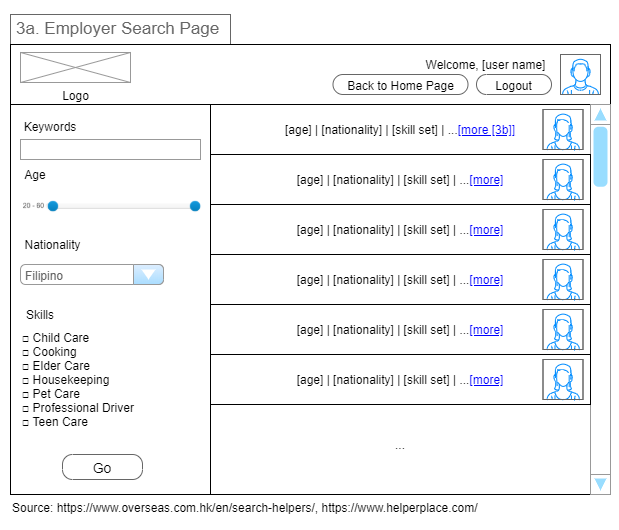 3a. Employer Search Page
Welcome, [user name]
Back to Home Page
Logout
Logo
Keywords
Age
20 - 60
Nationality
Filipino
Skills
□ Child Care
□ Cooking
□ Elder Care
□ Housekeeping
□ Pet Care
□ Professional Driver
□ Teen Care
Go
[age] | [nationality] | [skill set] | ...[more [3b]]
[age] | [nationality] | [skill set] | ...[more]
[age] | [nationality] | [skill set] | ...[more]
[age] | [nationality] | [skill set] | ...[more]
[age] | [nationality] | [skill set] | ...[more]
[age] | [nationality] | [skill set] | ...[more]
...
Source: https://www.overseas.com.hk/en/search-helpers/, https://www.helperplace.com/